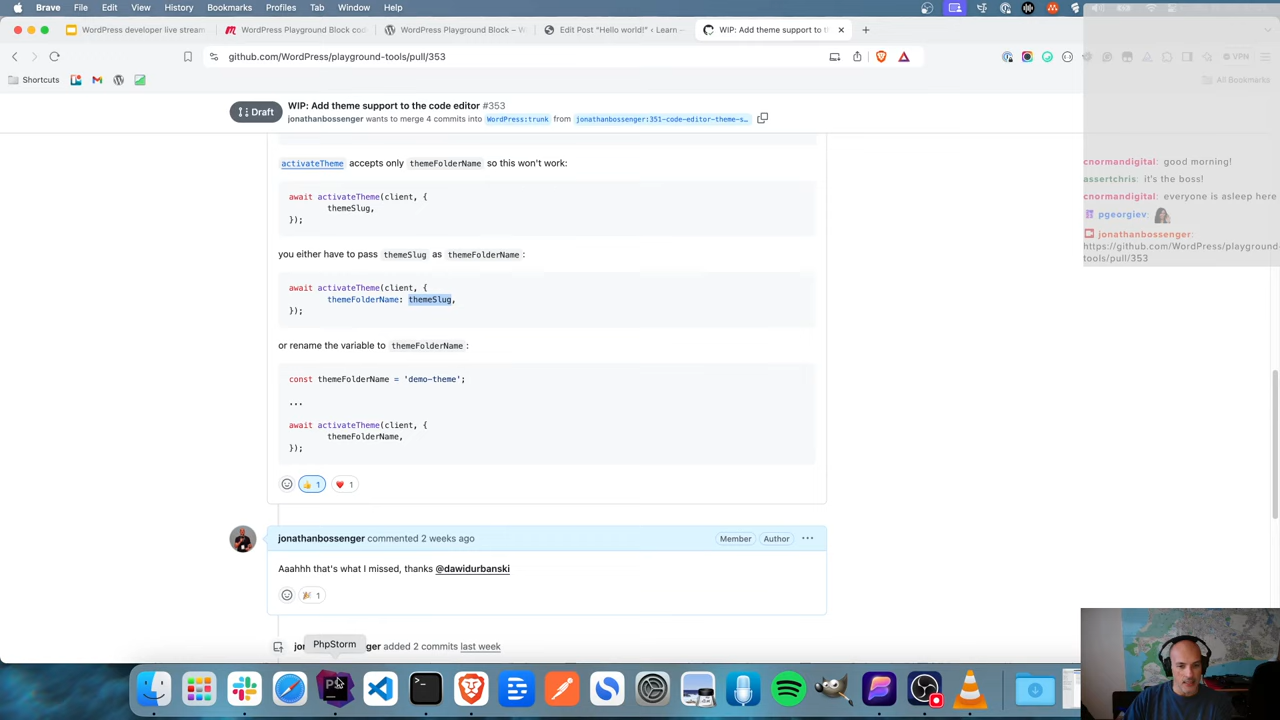 Brave File Edit View History Bookmarks Profiles Tab Window Help
WordPress developer live stream
WordPress Playground Block cod
WordPress Playground Block – W
Edit Post "Hello world!" ‹ Learn –
WIP: Add theme support to th
github.com/WordPress/playground-tools/pull/353
VPN
Shortcuts
All Bookmarks
Draft
WIP: Add theme support to the code editor #353
jonathanbossenger wants to merge 4 commits into WordPress:trunk from jonathanbossenger:351-code-editor-theme-s…
activateTheme accepts only themeFolderName so this won't work:
await activateTheme(client, {
themeSlug,
});
you either have to pass themeSlug as themeFolderName:
await activateTheme(client, {
themeFolderName: themeSlug,
});
or rename the variable to themeFolderName:
const themeFolderName = 'demo-theme';
...
await activateTheme(client, {
themeFolderName,
});
👍 1
❤️ 1
jonathanbossenger commented 2 weeks ago
Member
Author
Aaahhh that's what I missed, thanks @dawidurbanski
🎉 1
PhpStorm
ger added 2 commits last week
cnormandigital: good morning!
assertchris: it's the boss!
cnormandigital: everyone is asleep here
pgeorgiev:
jonathanbossenger:
https://github.com/WordPress/playground-
tools/pull/353